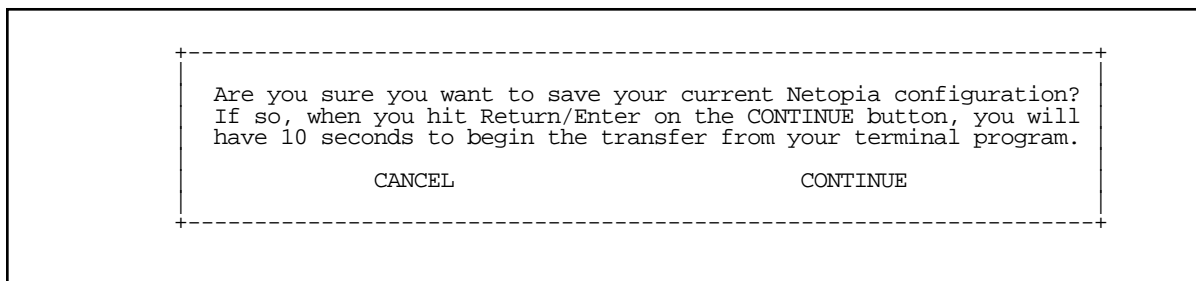 Are you sure you want to save your current Netopia configuration?
If so, when you hit Return/Enter on the CONTINUE button, you will
have 10 seconds to begin the transfer from your terminal program.
CANCEL CONTINUE